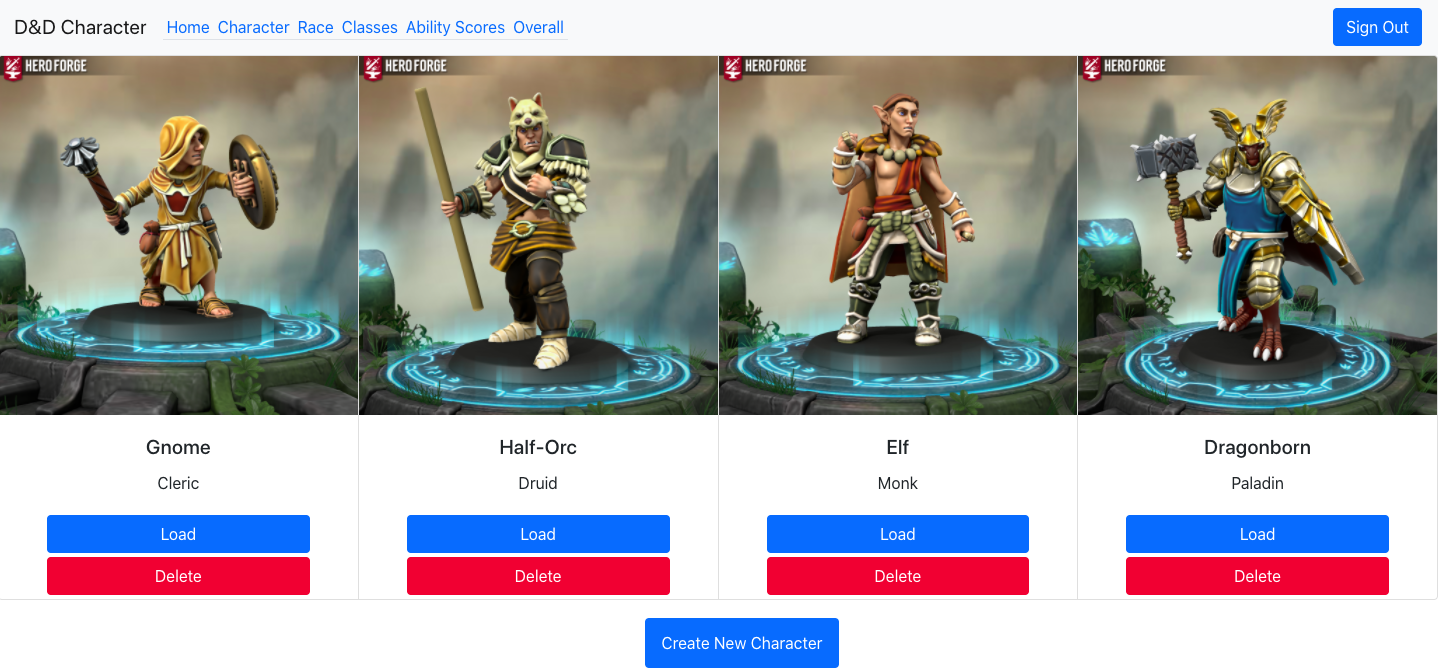 D&D Character Home Character Race Classes Ability Scores Overall Sign Out
HERO FORGE HERO FORGE HERO FORGE HERO FORGE
Gnome Half-Orc Elf Dragonborn
Cleric Druid Monk Paladin
Load Load Load Load
Delete Delete Delete Delete
Create New Character